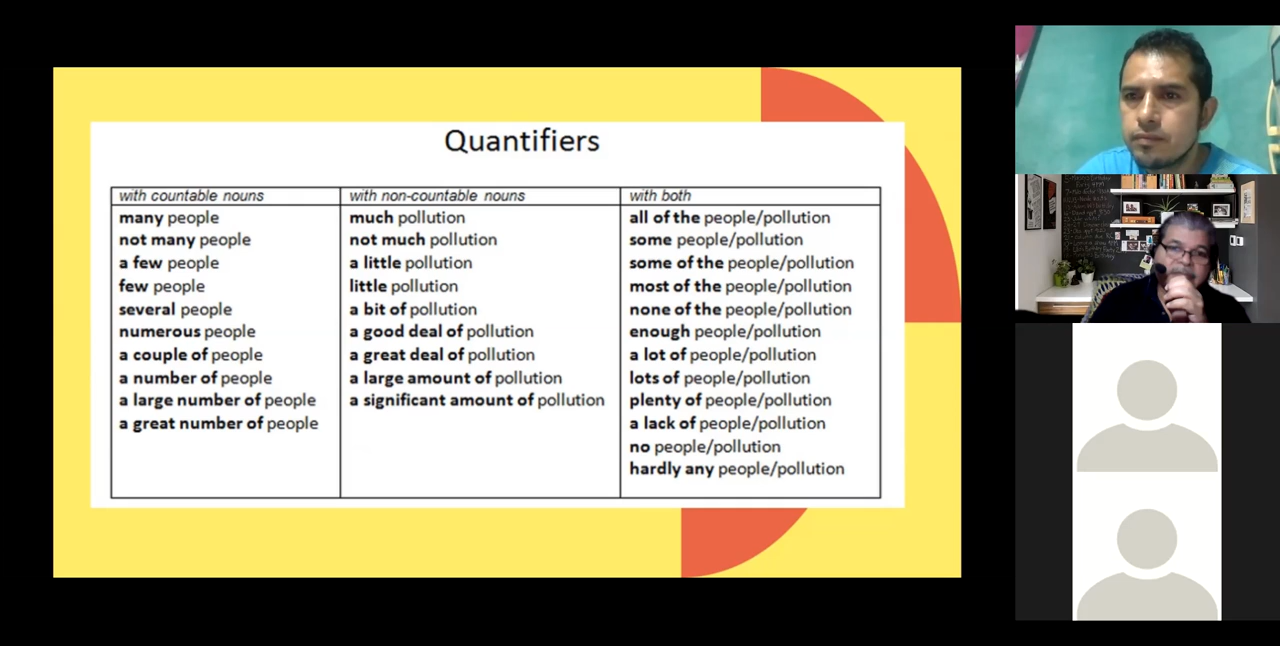 Quantifiers
with countable nouns
many people
not many people
a few people
few people
several people
numerous people
a couple of people
a number of people
a large number of people
a great number of people
with non-countable nouns
much pollution
not much pollution
a little pollution
little pollution
a bit of pollution
a good deal of pollution
a great deal of pollution
a large amount of pollution
a significant amount of pollution
with both
all of the people/pollution
some people/pollution
some of the people/pollution
most of the people/pollution
none of the people/pollution
enough people/pollution
a lot of people/pollution
lots of people/pollution
plenty of people/pollution
a lack of people/pollution
no people/pollution
hardly any people/pollution